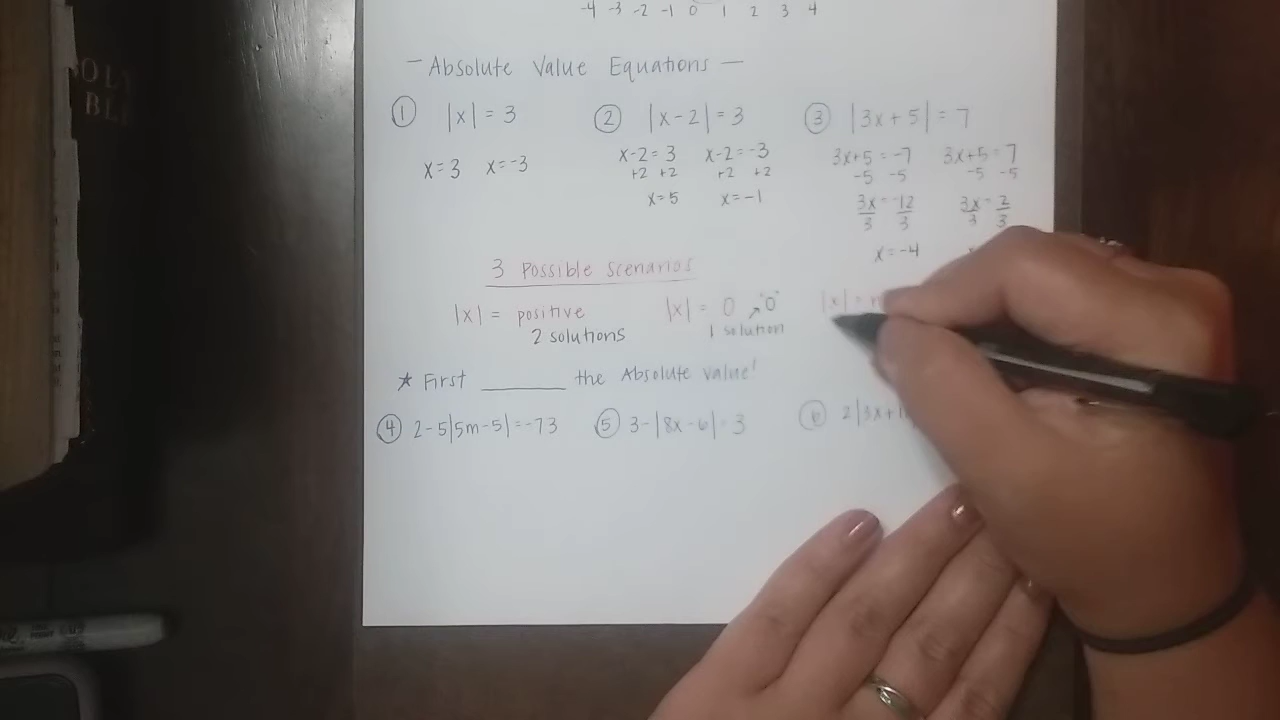 -4 -3 -2 -1 0 1 2 3 4
- Absolute Value Equations -
① |x| = 3
x=3 x=-3
② |x-2| = 3
x-2=3 x-2=-3
+2 +2 +2 +2
x=5 x=-1
③ |3x+5| = 7
3x+5=-7 3x+5=7
-5 -5 -5 -5
3x=-12 3x=2
3 3 3 3
x=-4
3 Possible Scenarios
|x| = positive
2 solutions
|x| = 0 "0"
1 solution
|x| =
* First ______ the Absolute Value!
④ 2-5|5m-5|=-73
⑤ 3-|8x-6|=3
⑥ 2|3x+